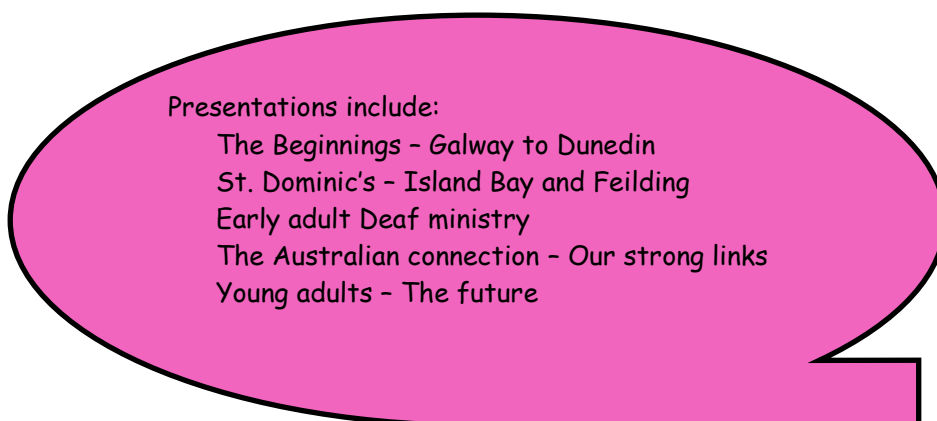 Presentations include:
The Beginnings – Galway to Dunedin
St. Dominic's – Island Bay and Feilding
Early adult Deaf ministry
The Australian connection – Our strong links
Young adults – The future